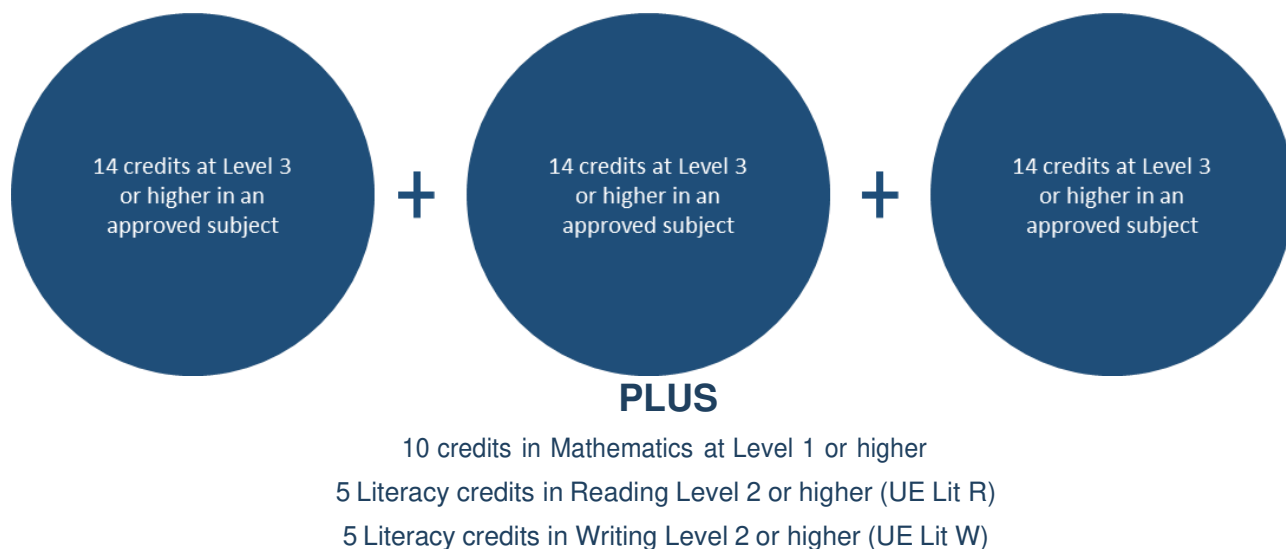 14 credits at Level 3
or higher in an
approved subject
+
14 credits at Level 3
or higher in an
approved subject
+
14 credits at Level 3
or higher in an
approved subject
PLUS
10 credits in Mathematics at Level 1 or higher
5 Literacy credits in Reading Level 2 or higher (UE Lit R)
5 Literacy credits in Writing Level 2 or higher (UE Lit W)